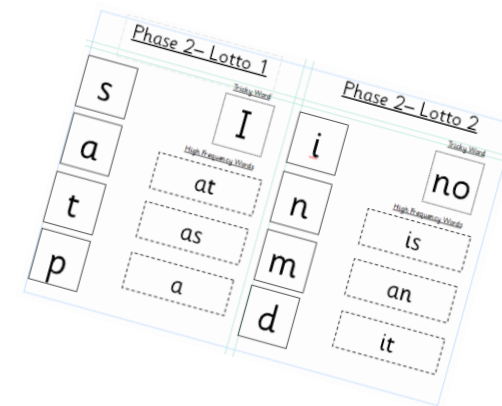 Phase 2– Lotto 1
s
a
t
p
Tricky Word
I
High Frequency Words
at
as
a
Phase 2– Lotto 2
i
n
m
d
Tricky Word
no
High Frequency Words
is
an
it